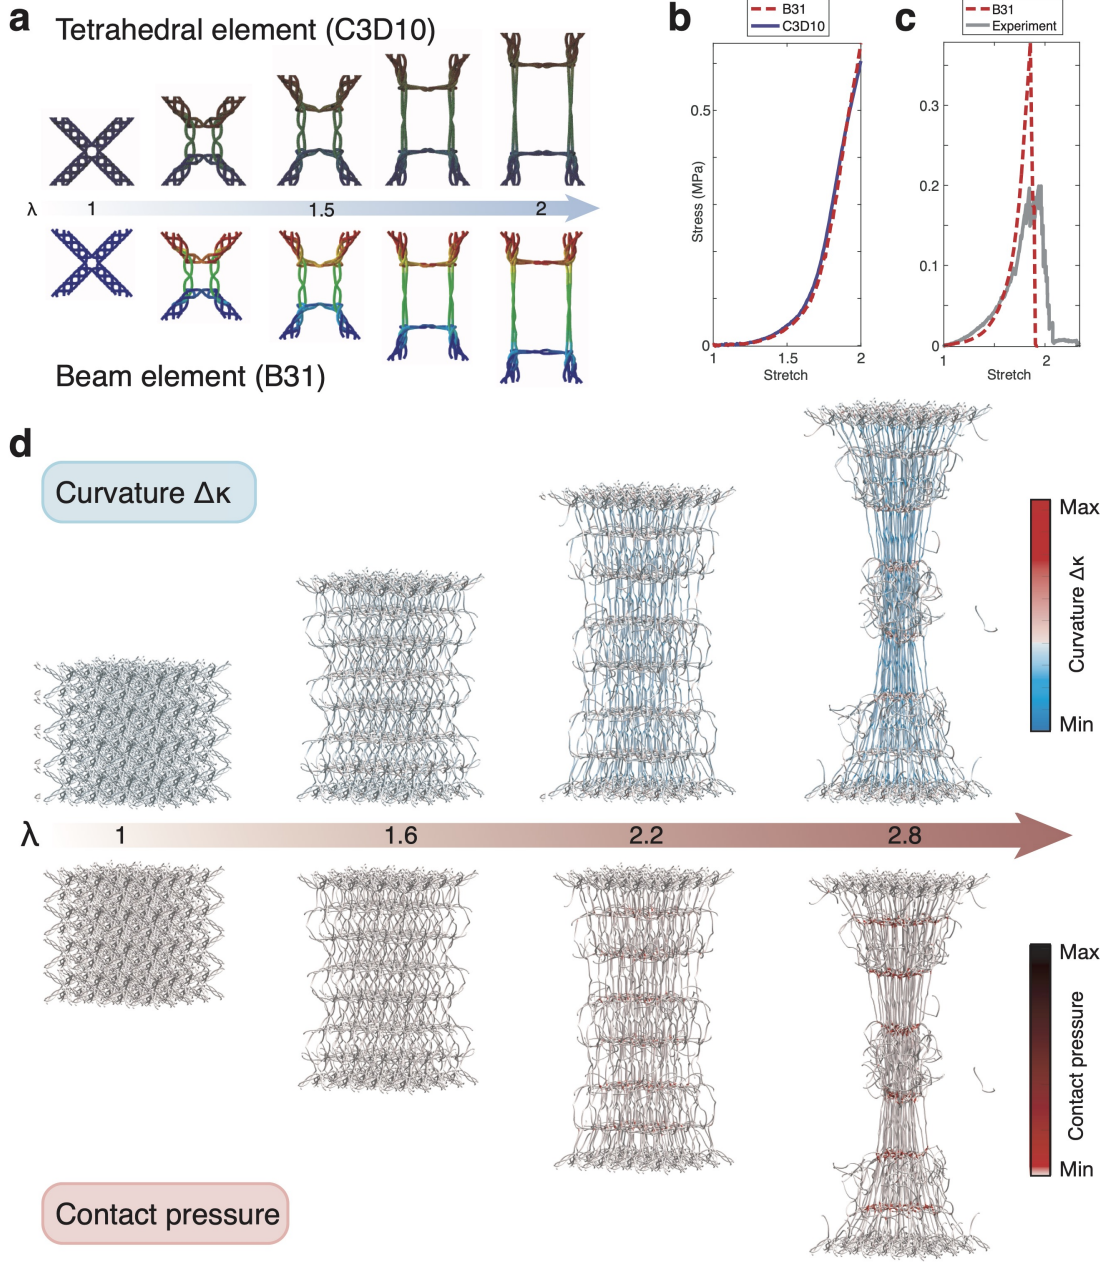 a
Tetrahedral element (C3D10)
λ
1
1.5
2
Beam element (B31)
b
B31
C3D10
Stress (MPa)
0.5
0
1
1.5
2
Stretch
c
B31
Experiment
0.3
0.2
0.1
0
1
2
Stretch
d
Curvature Δκ
Max
Curvature Δκ
Min
λ
1
1.6
2.2
2.8
Max
Contact pressure
Min
Contact pressure